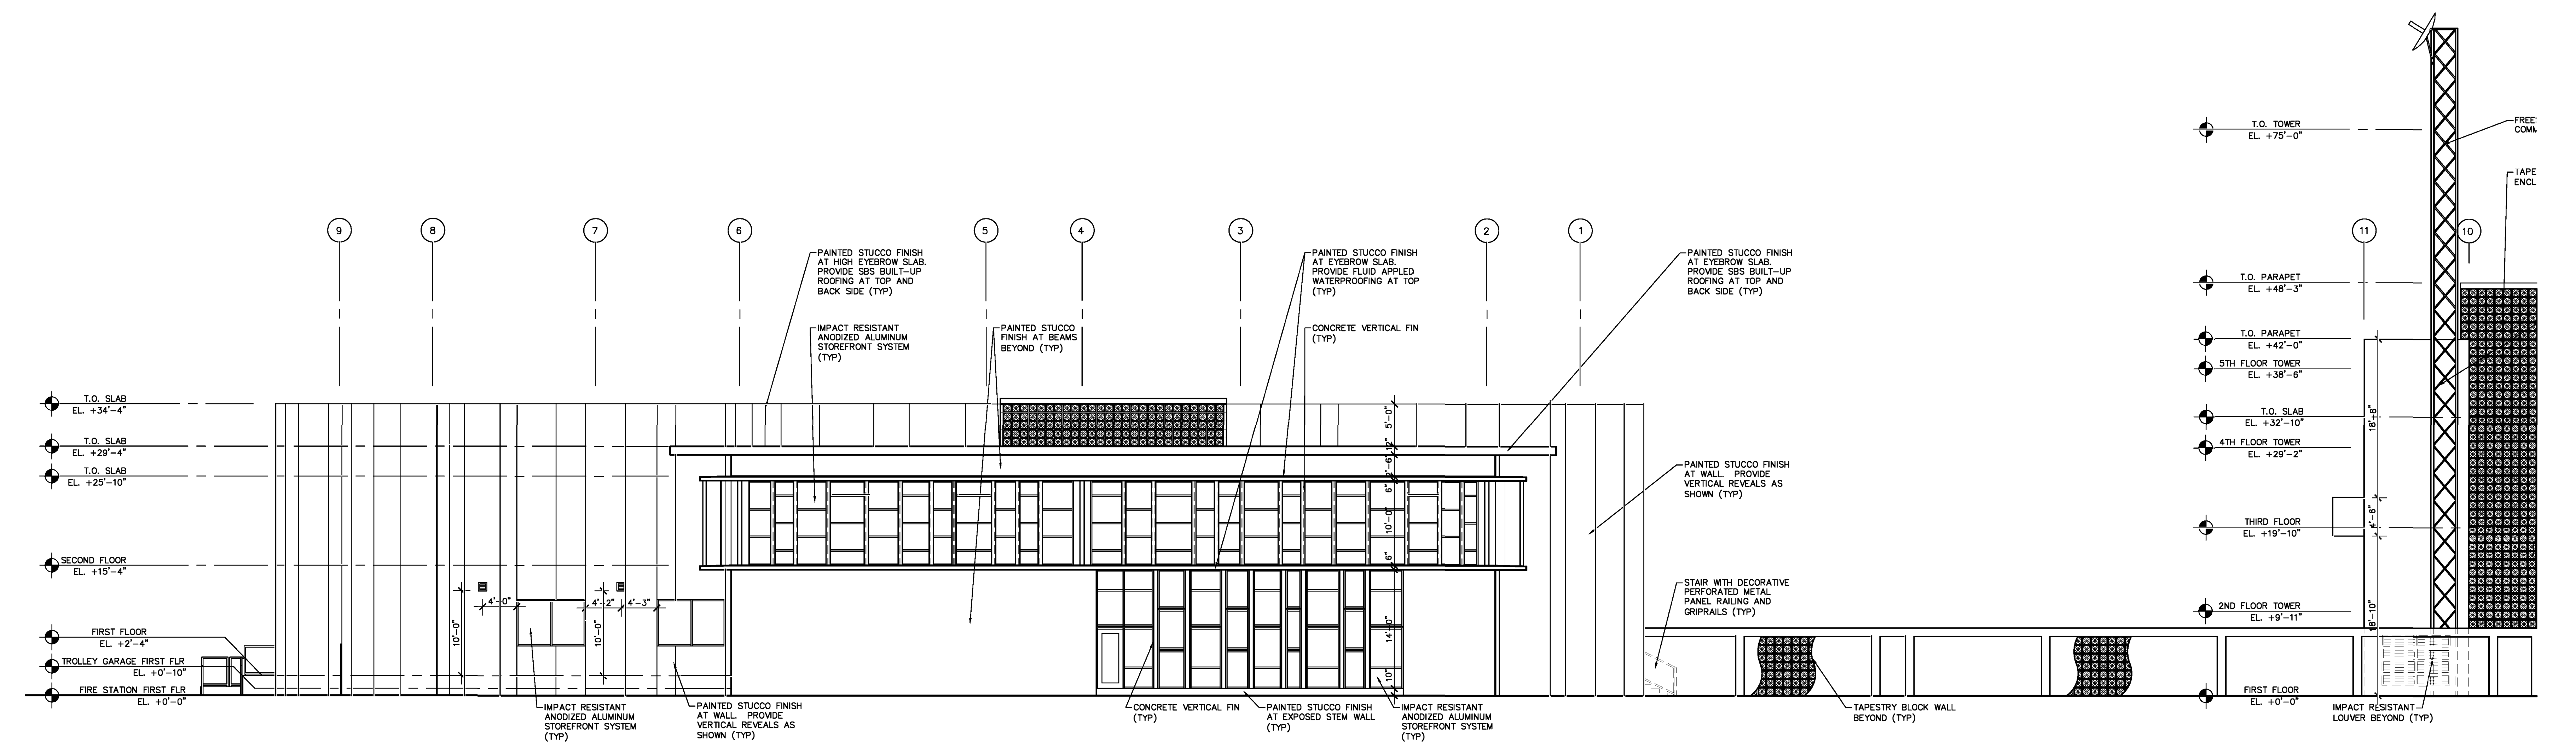 T.O. TOWER
EL. +75'-0"
FREE
COMM
TAPE
ENCL
9
8
7
6
5
4
3
2
1
11
10
PAINTED STUCCO FINISH
AT HIGH EYEBROW SLAB.
PROVIDE SBS BUILT-UP
ROOFING AT TOP AND
BACK SIDE (TYP)
PAINTED STUCCO FINISH
AT EYEBROW SLAB.
PROVIDE FLUID APPLED
WATERPROOFING AT TOP
(TYP)
PAINTED STUCCO FINISH
AT EYEBROW SLAB.
PROVIDE SBS BUILT-UP
ROOFING AT TOP AND
BACK SIDE (TYP)
T.O. PARAPET
EL. +48'-3"
IMPACT RESISTANT
ANODIZED ALUMINUM
STOREFRONT SYSTEM
(TYP)
PAINTED STUCCO
FINISH AT BEAMS
BEYOND (TYP)
CONCRETE VERTICAL FIN
(TYP)
T.O. PARAPET
EL. +42'-0"
5TH FLOOR TOWER
EL. +38'-6"
T.O. SLAB
EL. +34'-4"
T.O. SLAB
EL. +29'-4"
T.O. SLAB
EL. +25'-10"
SECOND FLOOR
EL. +15'-4"
FIRST FLOOR
EL. +2'-4"
TROLLEY GARAGE FIRST FLR
EL. +0'-10"
FIRE STATION FIRST FLR
EL. +0'-0"
10'-0"
4'-0"
4'-2"
4'-3"
10'-0"
5'-0"
12"
2'-6"
6"
10'-0"
6"
14'-0"
10"
PAINTED STUCCO FINISH
AT WALL. PROVIDE
VERTICAL REVEALS AS
SHOWN (TYP)
STAIR WITH DECORATIVE
PERFORATED METAL
PANEL RAILING AND
GRIPRAILS (TYP)
T.O. SLAB
EL. +32'-10"
4TH FLOOR TOWER
EL. +29'-2"
THIRD FLOOR
EL. +19'-10"
2ND FLOOR TOWER
EL. +9'-11"
FIRST FLOOR
EL. +0'-0"
18'-8"
4'-6"
18'-10"
IMPACT RESISTANT
ANODIZED ALUMINUM
STOREFRONT SYSTEM
(TYP)
PAINTED STUCCO FINISH
AT WALL. PROVIDE
VERTICAL REVEALS AS
SHOWN (TYP)
CONCRETE VERTICAL FIN
(TYP)
PAINTED STUCCO FINISH
AT EXPOSED STEM WALL
(TYP)
IMPACT RESISTANT
ANODIZED ALUMINUM
STOREFRONT SYSTEM
(TYP)
TAPESTRY BLOCK WALL
BEYOND (TYP)
IMPACT RESISTANT
LOUVER BEYOND (TYP)